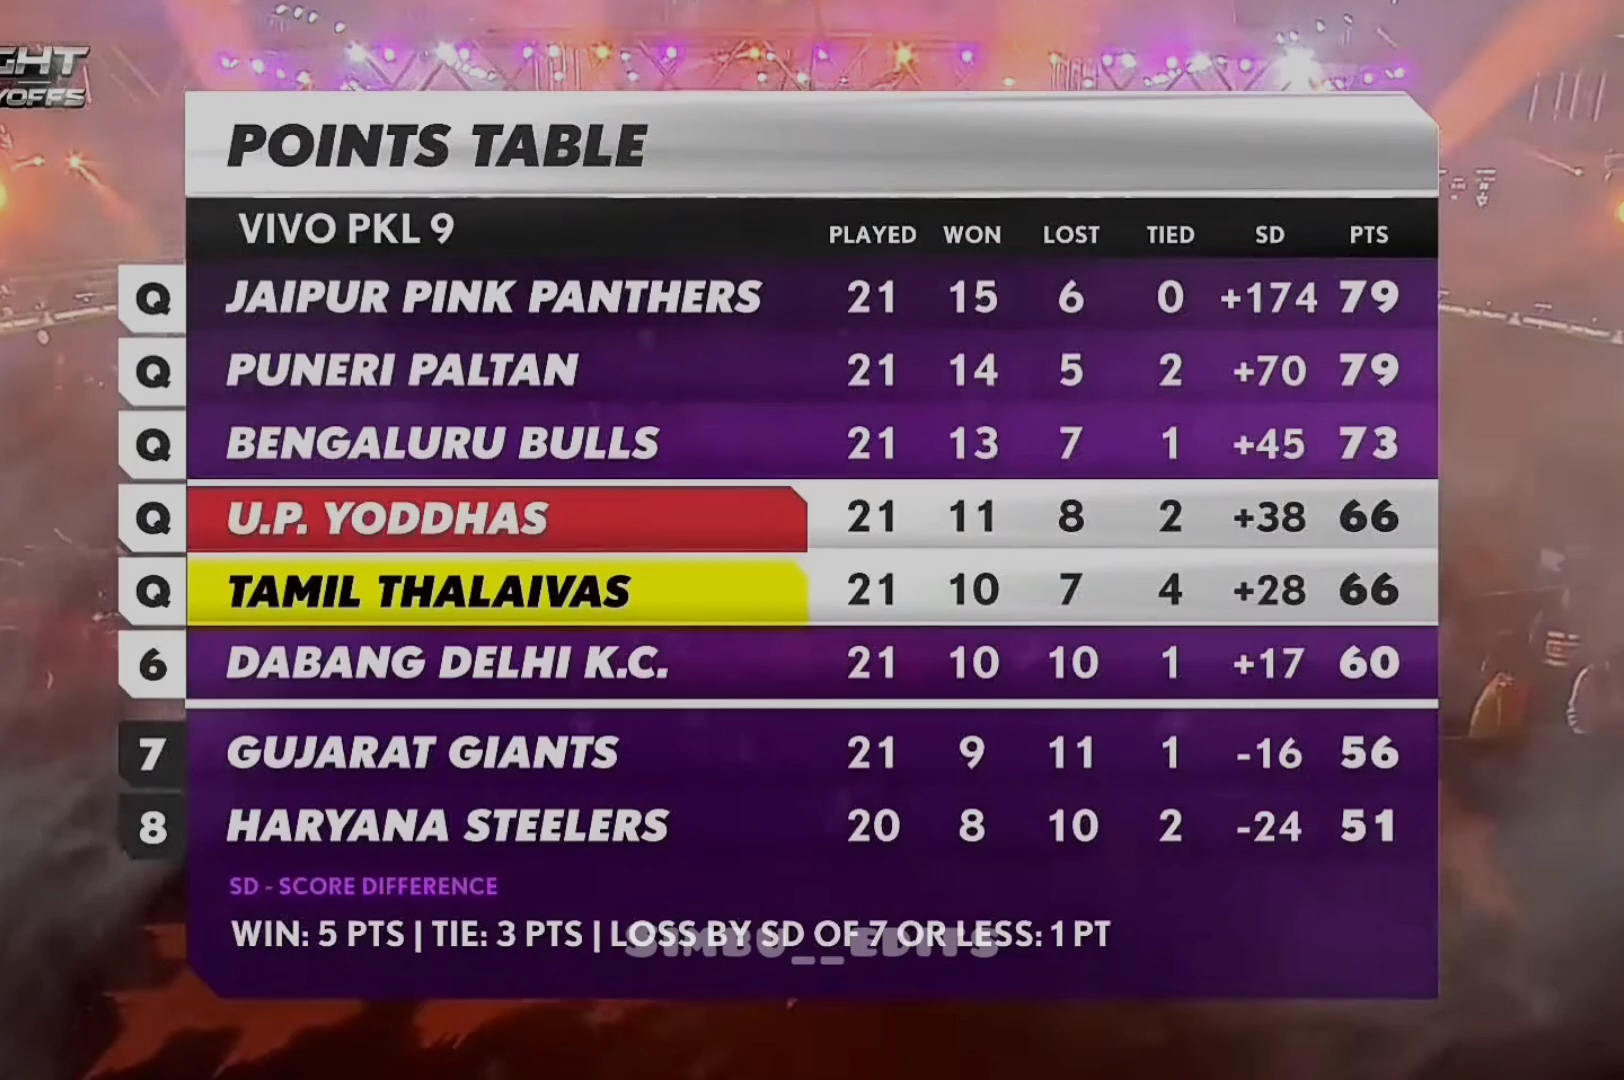 POINTS TABLE
VIVO PKL 9 PLAYED WON LOST TIED SD PTS
Q JAIPUR PINK PANTHERS 21 15 6 0 +174 79
Q PUNERI PALTAN 21 14 5 2 +70 79
Q BENGALURU BULLS 21 13 7 1 +45 73
Q U.P. YODDHAS 21 11 8 2 +38 66
Q TAMIL THALAIVAS 21 10 7 4 +28 66
6 DABANG DELHI K.C. 21 10 10 1 +17 60
7 GUJARAT GIANTS 21 9 11 1 -16 56
8 HARYANA STEELERS 20 8 10 2 -24 51
SD - SCORE DIFFERENCE
WIN: 5 PTS | TIE: 3 PTS | LOSS BY SD OF 7 OR LESS: 1 PT
SIMBU__EDITS